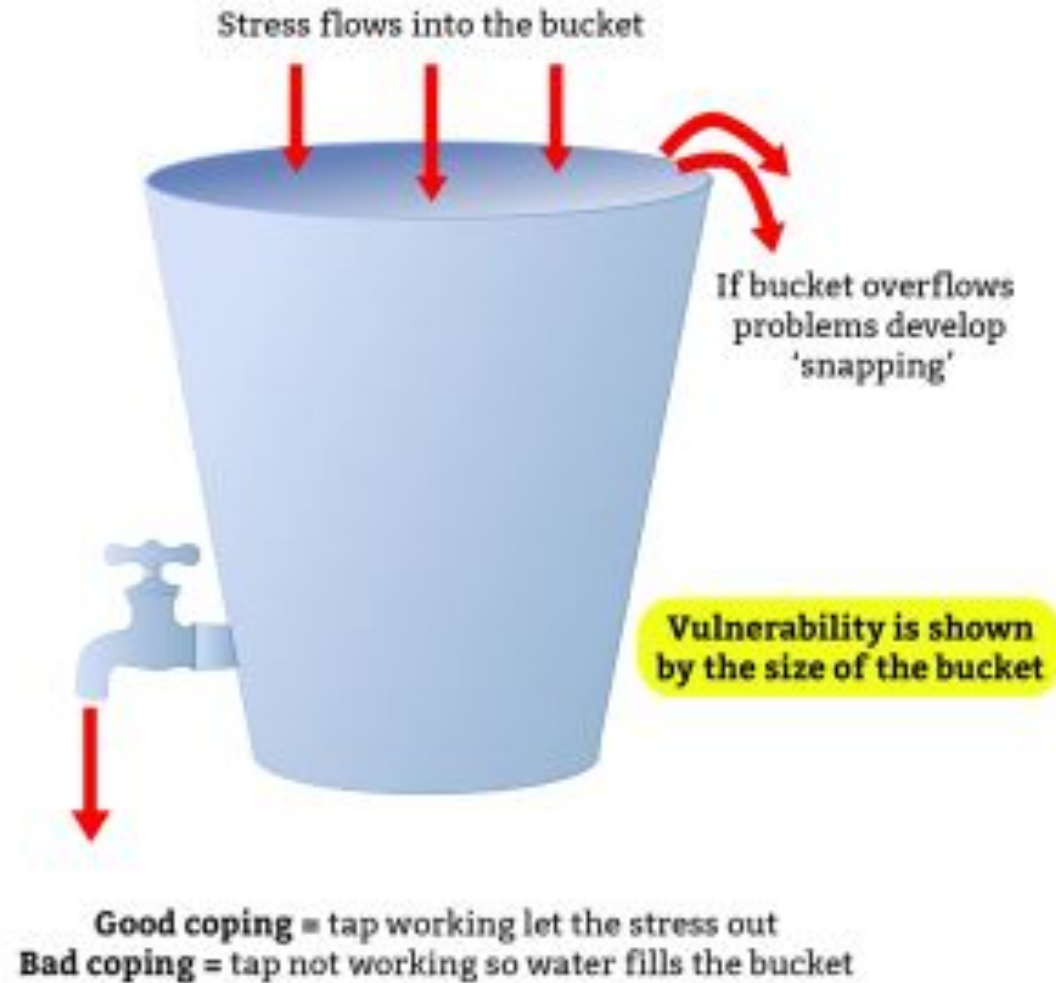 Stress flows into the bucket
If bucket overflows
problems develop
‘snapping’
Vulnerability is shown
by the size of the bucket
Good coping = tap working let the stress out
Bad coping = tap not working so water fills the bucket